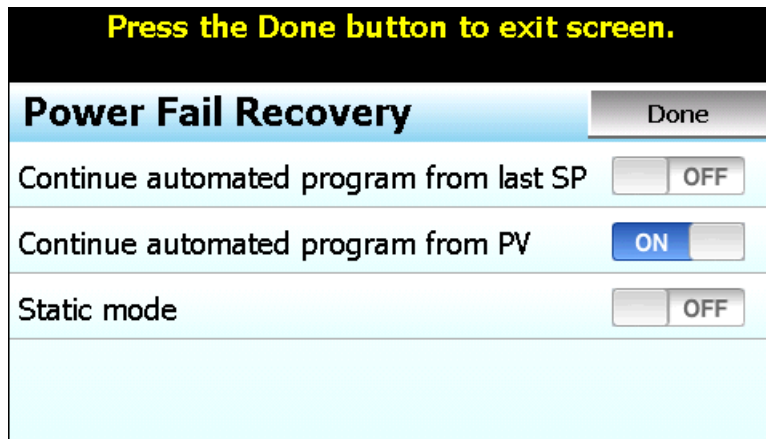 Press the Done button to exit screen.
Power Fail Recovery Done
Continue automated program from last SP OFF
Continue automated program from PV ON
Static mode OFF